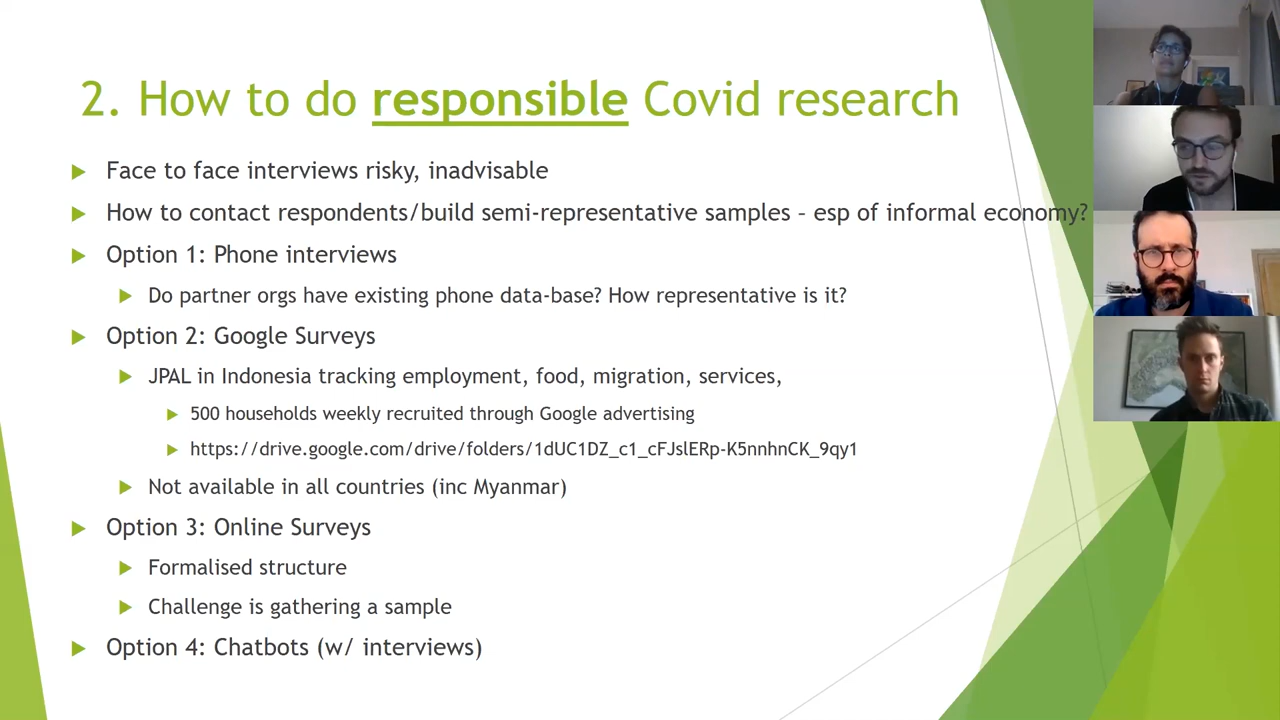 2. How to do responsible Covid research
Face to face interviews risky, inadvisable
How to contact respondents/build semi-representative samples – esp of informal economy?
Option 1: Phone interviews
Do partner orgs have existing phone data-base? How representative is it?
Option 2: Google Surveys
JPAL in Indonesia tracking employment, food, migration, services,
500 households weekly recruited through Google advertising
https://drive.google.com/drive/folders/1dUC1DZ_c1_cFJslERp-K5nnhnCK_9qy1
Not available in all countries (inc Myanmar)
Option 3: Online Surveys
Formalised structure
Challenge is gathering a sample
Option 4: Chatbots (w/ interviews)